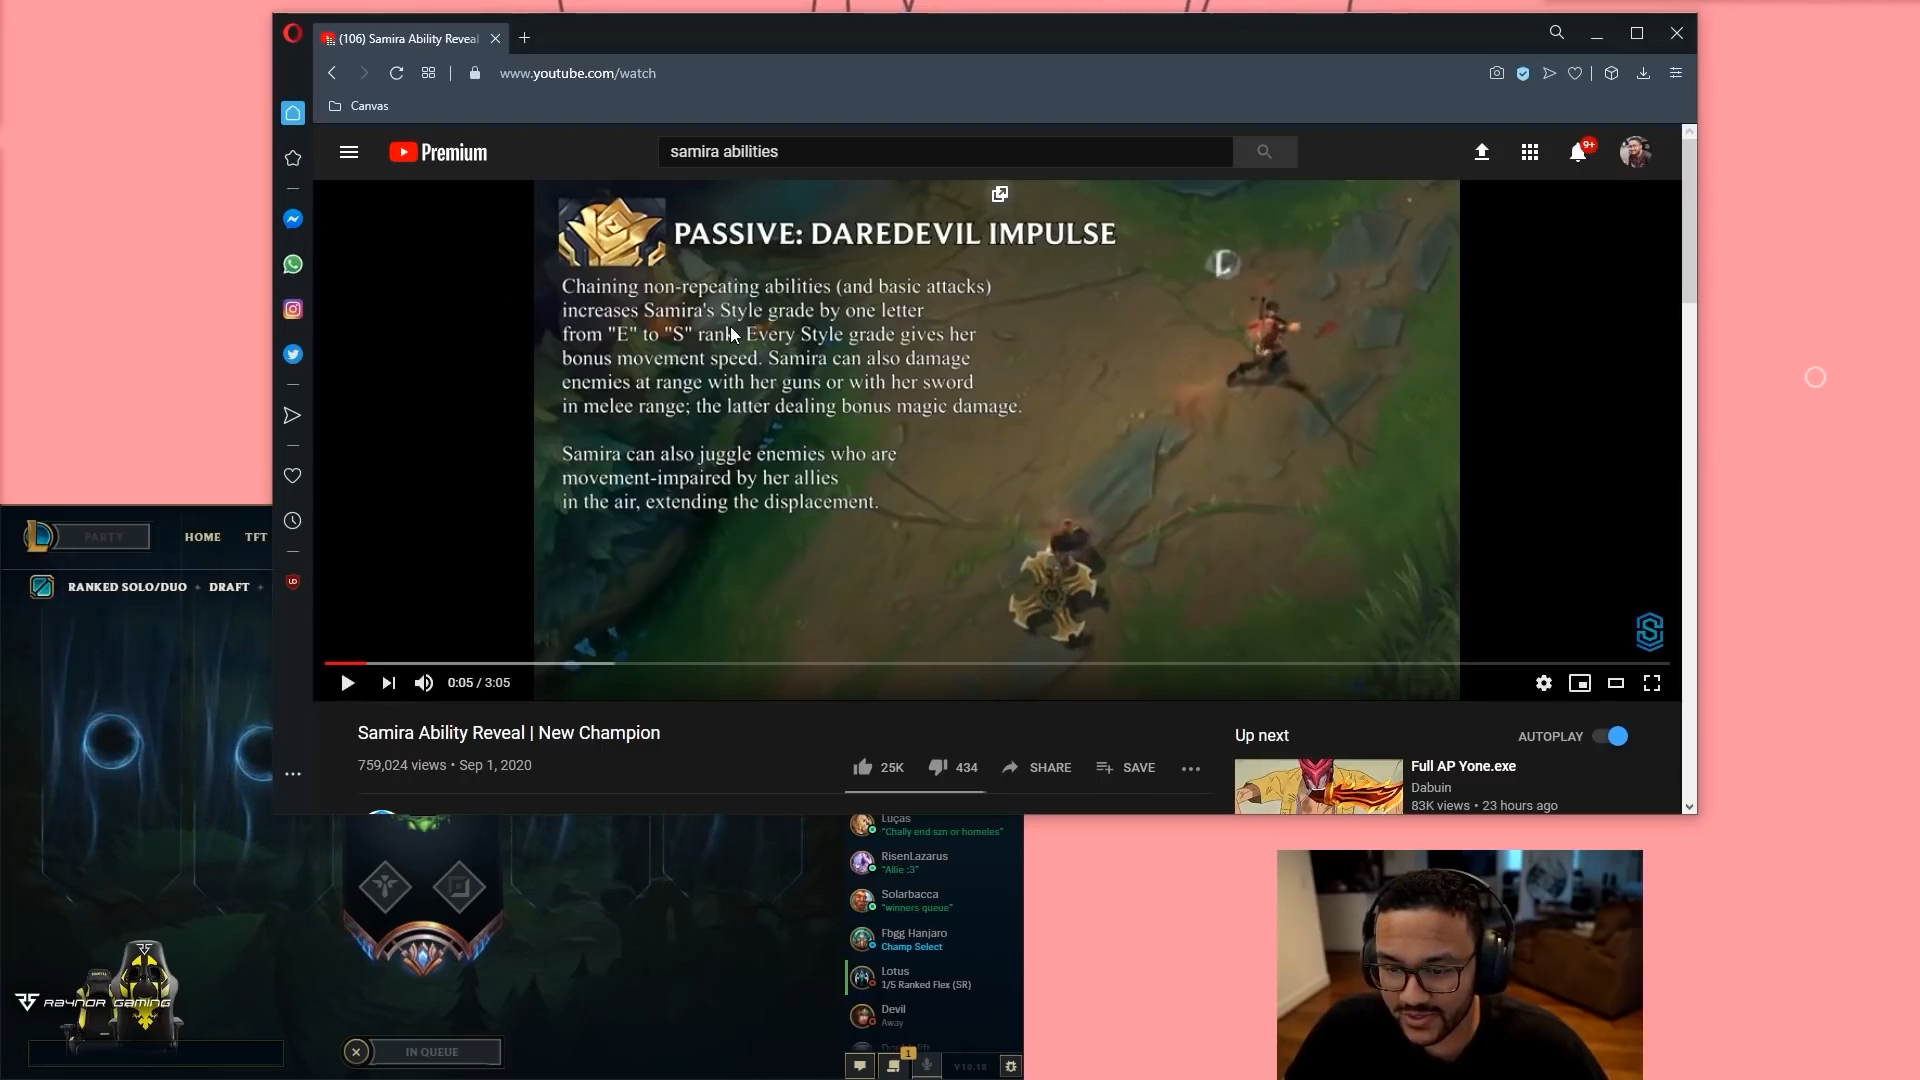 (106) Samira Ability Reveal
www.youtube.com/watch
Canvas
Premium
samira abilities
9+
PASSIVE: DAREDEVIL IMPULSE
Chaining non-repeating abilities (and basic attacks)
increases Samira's Style grade by one letter
from "E" to "S" rank. Every Style grade gives her
bonus movement speed. Samira can also damage
enemies at range with her guns or with her sword
in melee range; the latter dealing bonus magic damage.
Samira can also juggle enemies who are
movement-impaired by her allies
in the air, extending the displacement.
0:05 / 3:05
Samira Ability Reveal | New Champion
759,024 views • Sep 1, 2020
25K
434
SHARE
SAVE
Up next
AUTOPLAY
Full AP Yone.exe
Dabuin
83K views • 23 hours ago
PARTY
HOME
TFT
RANKED SOLO/DUO
DRAFT
Luças
"Chally end szn or homeles"
RisenLazarus
"Allie :3"
Solarbacca
"winners queue"
Fbgg Hanjaro
Champ Select
Lotus
1/5 Ranked Flex (SR)
Devil
Away
1
V10.18
IN QUEUE
RAYNOR GAMING